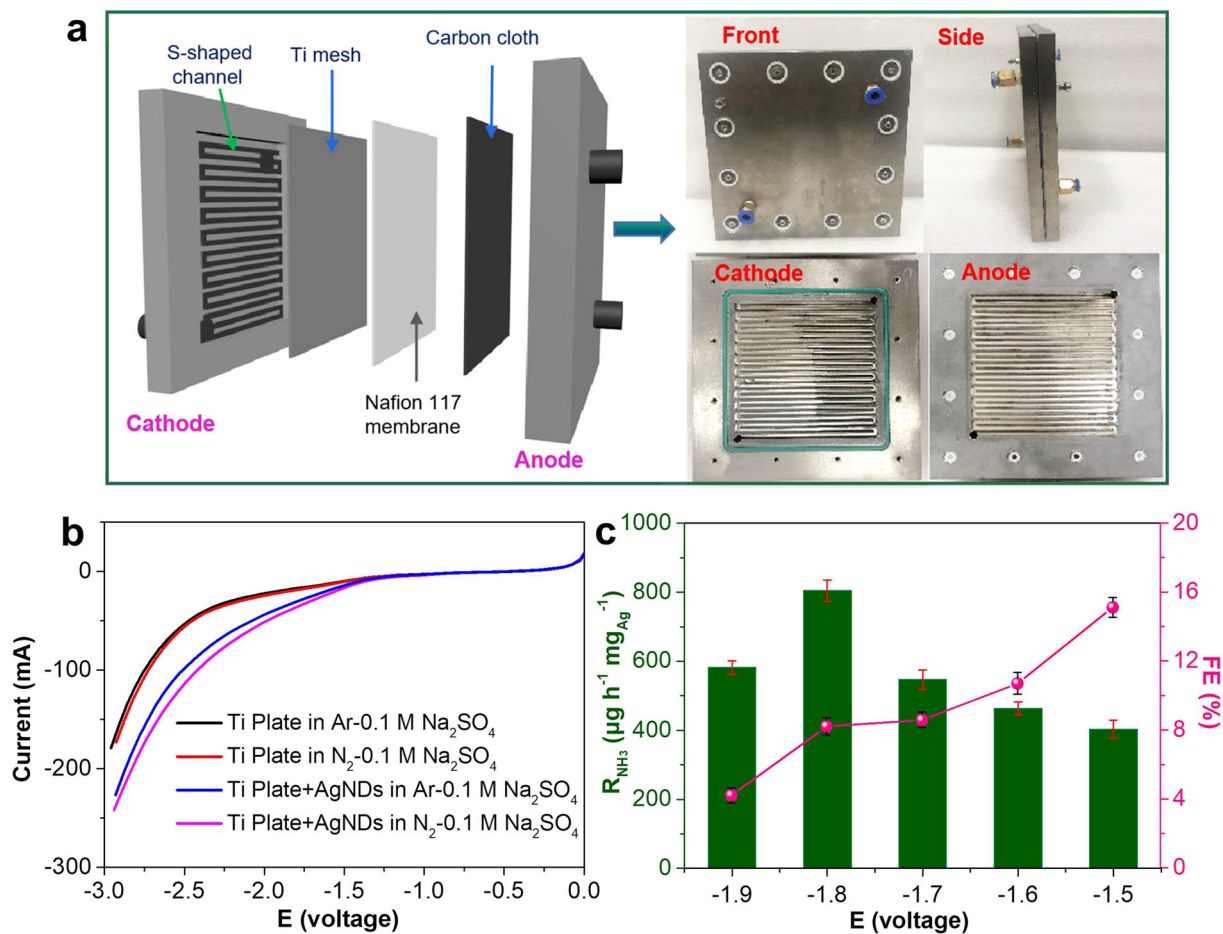 a
S-shaped
channel
Ti mesh
Carbon cloth
Nafion 117
membrane
Cathode
Anode
Front
Side
Cathode
Anode
b
0
-100
-200
-300
Current (mA)
-3.0 -2.5 -2.0 -1.5 -1.0 -0.5 0.0
E (voltage)
Ti Plate in Ar-0.1 M Na₂SO₄
Ti Plate in N₂-0.1 M Na₂SO₄
Ti Plate+AgNDs in Ar-0.1 M Na₂SO₄
Ti Plate+AgNDs in N₂-0.1 M Na₂SO₄
c
1000
800
600
400
200
0
R_NH₃ (µg h⁻¹ mg_Ag⁻¹)
20
16
12
8
4
0
FE (%)
-1.9 -1.8 -1.7 -1.6 -1.5
E (voltage)